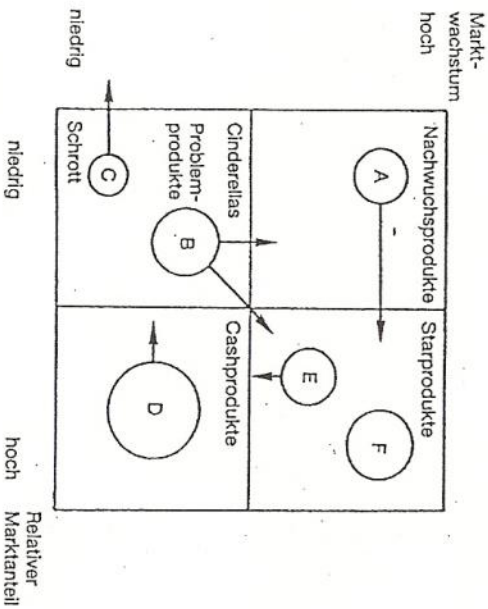 Markt-
wachstum
hoch
Nachwuchsprodukte
Starprodukte
A
F
E
Cinderellas
Problem-
produkte
Cashprodukte
B
D
C
Schrott
niedrig
niedrig
hoch
Relativer
Marktanteil